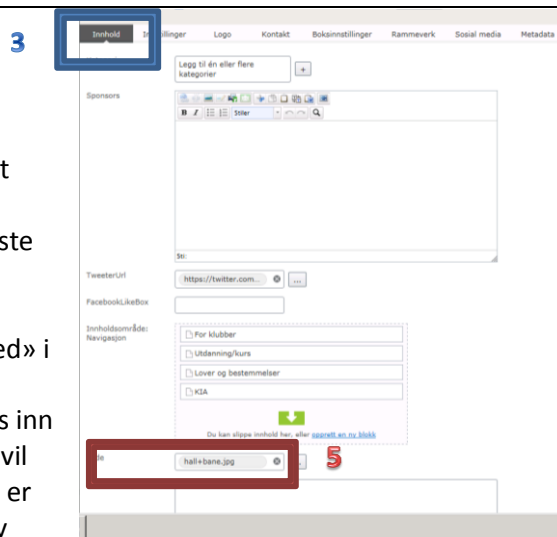 3
Innhold Logo Kontakt Boksinnstillinger Rammeverk Sosial media Metadata
Legg til én eller flere
kategorier
+
Sponsors
B I Stiler
Sti:
TweeterUrl https://twitter.com... ...
FacebookLikeBox
Innholdsområde:
Navigasjon
For klubber
Utdanning/kurs
Lover og bestemmelser
KIA
Du kan slippe innhold her, eller opprett en ny blokk
hall+bane.jpg
5
t
ste
ed» i
s inn
vil
er